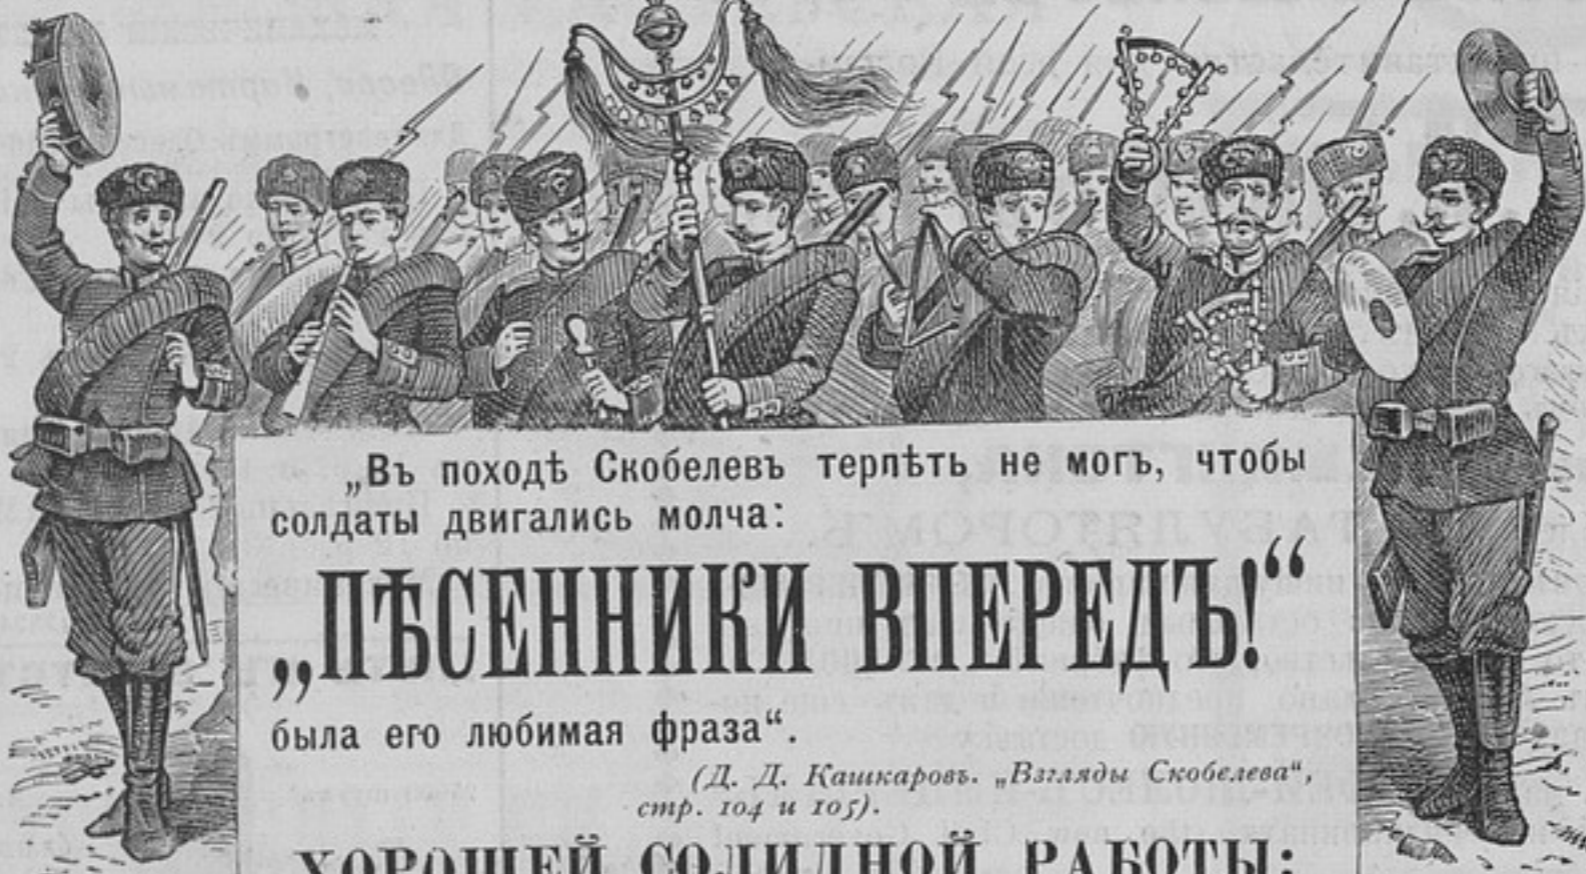 „Въ походѣ Скобелевъ терпѣть не могъ, чтобы
солдаты двигались молча:
„ПѢСЕННИКИ ВПЕРЕДЪ!“
была его любимая фраза“.
(Д. Д. Кашкаровъ. „Взгляды Скобелева“,
стр. 104 и 105).
ХОРОШЕЙ СОЛИДНОЙ РАБОТЫ: